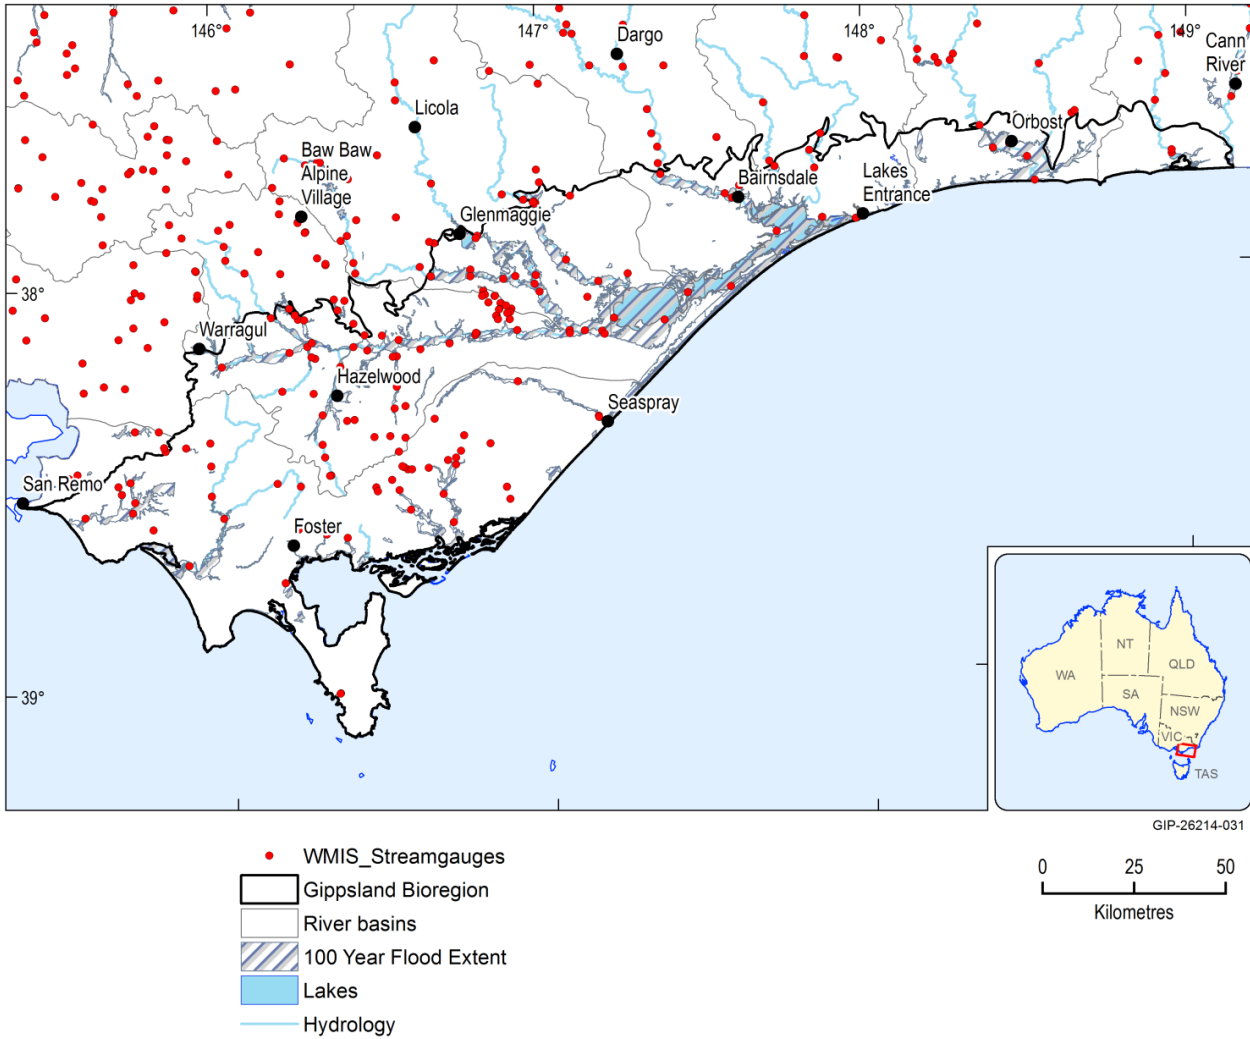 146°
147°
148°
149°
Dargo
Cann
River
Licola
Orbost
Baw Baw
Alpine
Village
Bairnsdale
Lakes
Entrance
Glenmaggie
38°
Warragul
Hazelwood
Seaspray
San Remo
Foster
39°
NT
QLD
WA
SA
NSW
VIC
TAS
GIP-26214-031
WMIS_Streamgauges
Gippsland Bioregion
River basins
100 Year Flood Extent
Lakes
Hydrology
0 25 50
Kilometres